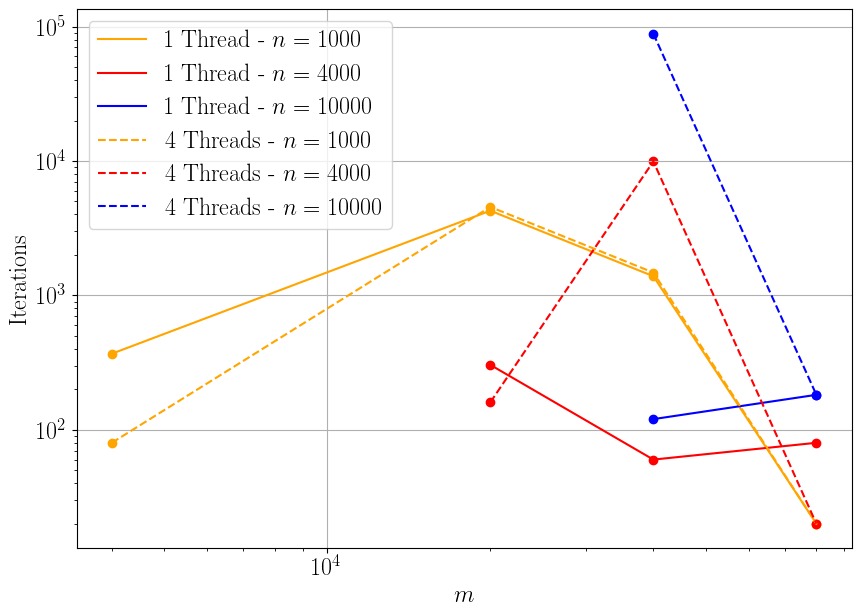 10^5
10^4
10^3
10^2
Iterations
1 Thread - n = 1000
1 Thread - n = 4000
1 Thread - n = 10000
4 Threads - n = 1000
4 Threads - n = 4000
4 Threads - n = 10000
10^4
m